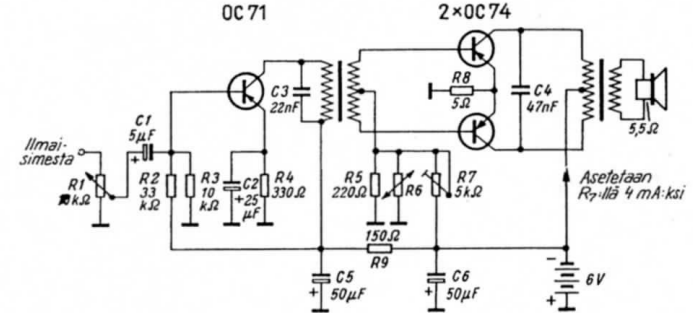 OC 71
2×OC 74
C1
5µF
+
Ilmai-
simesta
R1
kΩ
R2
33
kΩ
R3
10
kΩ
C2
+25
µF
R4
330Ω
C3
22nF
R8
5Ω
C4
47nF
5,5Ω
R5
220Ω
R6
R7
5kΩ
Asetetaan
R7:llä 4 mA:ksi
150Ω
R9
C5
+
50µF
C6
+
50µF
-
6V
+